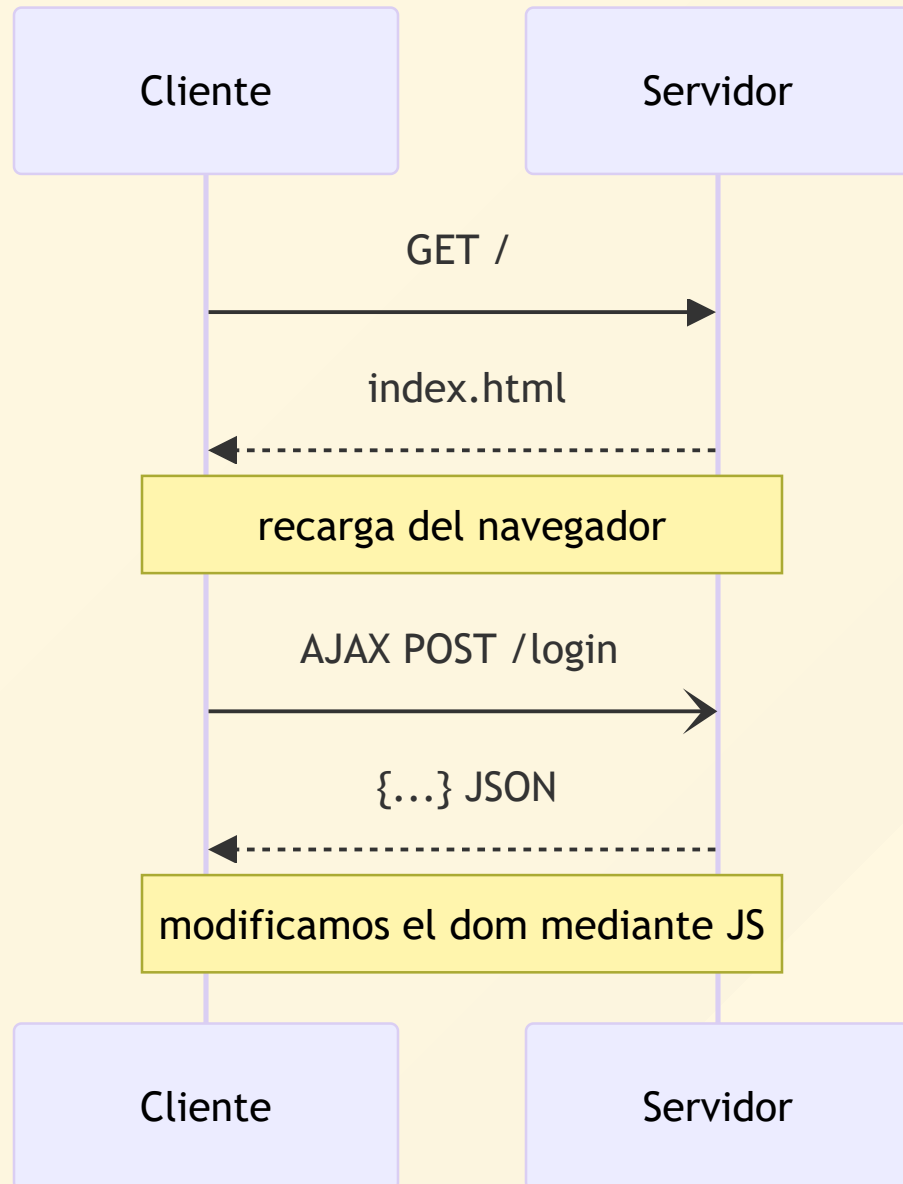 Cliente
Servidor
GET /
index.html
recarga del navegador
AJAX POST /login
{...} JSON
modificamos el dom mediante JS
Cliente
Servidor